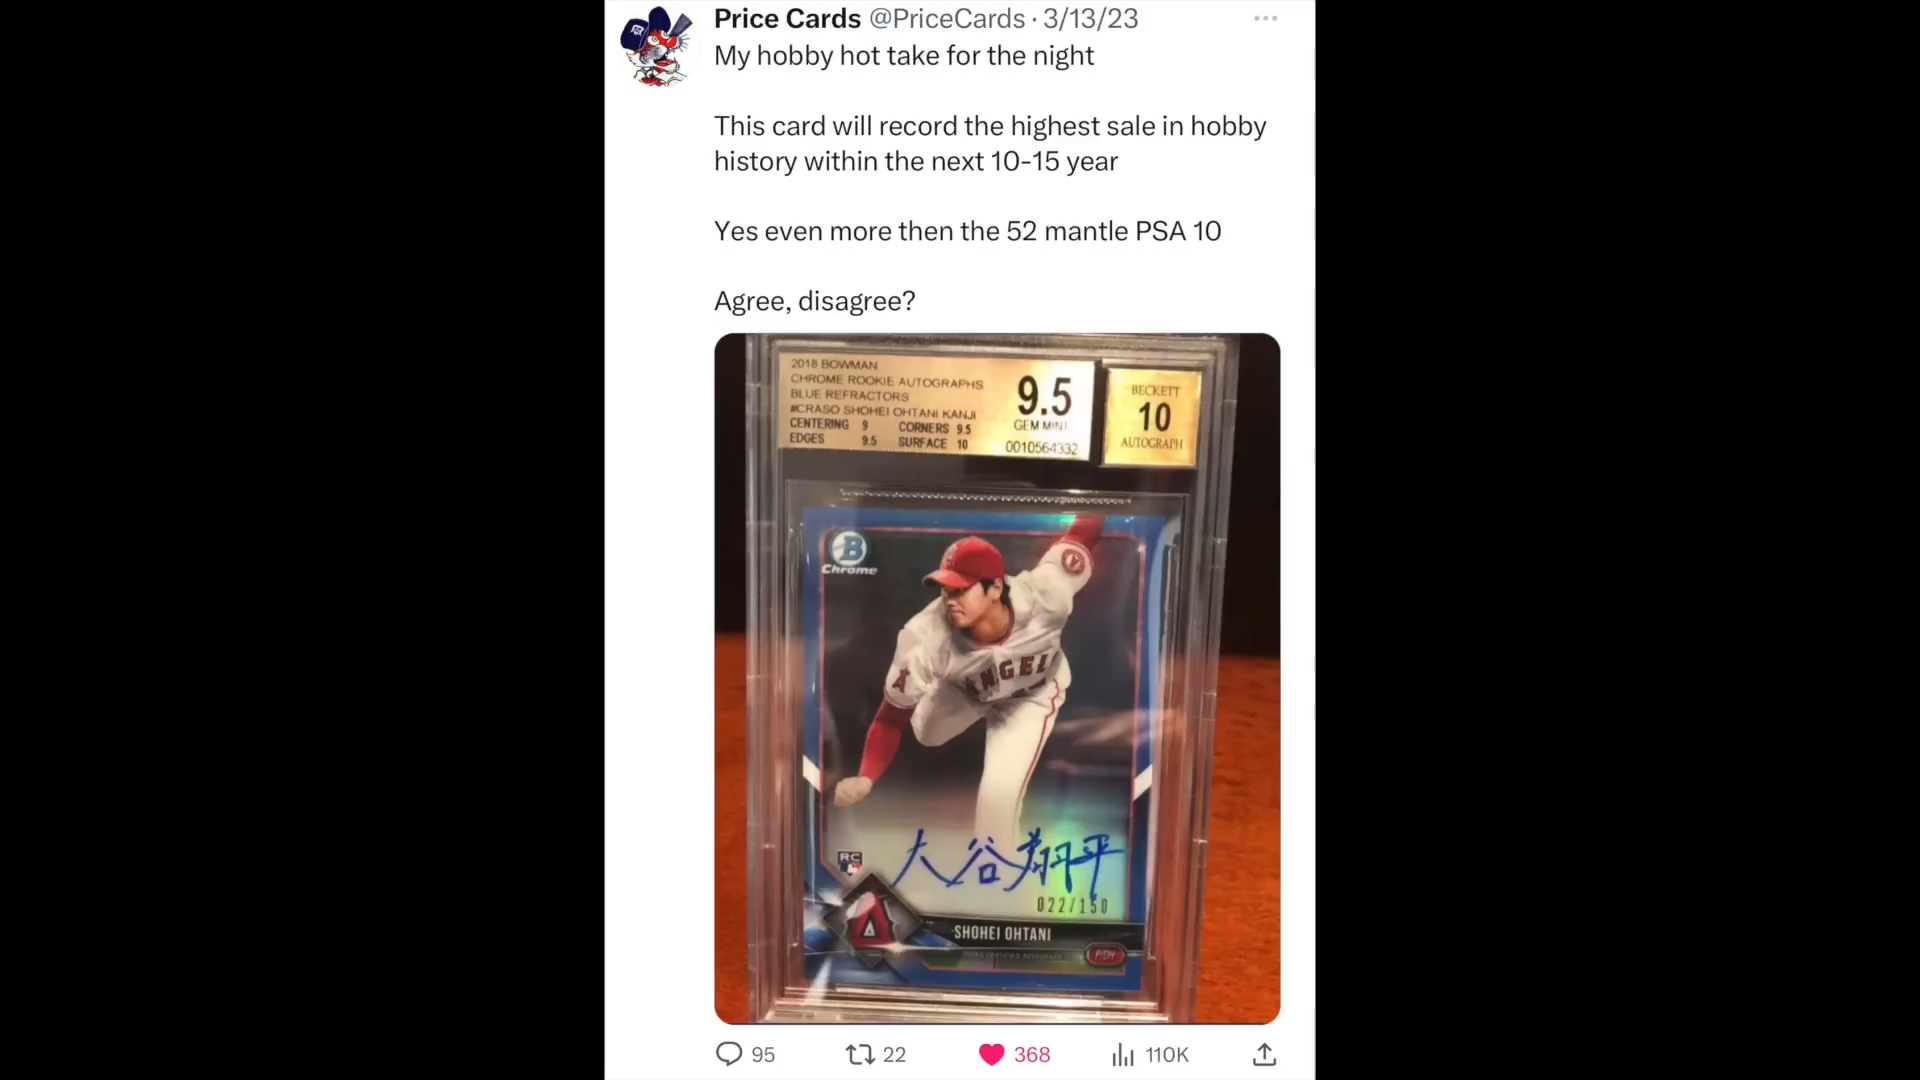 Price Cards @PriceCards · 3/13/23
My hobby hot take for the night
This card will record the highest sale in hobby
history within the next 10-15 year
Yes even more then the 52 mantle PSA 10
Agree, disagree?
2018 BOWMAN
CHROME ROOKIE AUTOGRAPHS
BLUE REFRACTORS
#CRASO SHOHEI OHTANI KANJI
CENTERING 9 CORNERS 9.5
EDGES 9.5 SURFACE 10
9.5
GEM MINT
0010564332
BECKETT
10
AUTOGRAPH
B
Chrome
A
ANGEL
RC
大谷翔平
022/150
A
SHOHEI OHTANI
TOPPS CERTIFIED AUTOGRAPH
P/DH
95 22 368 110K